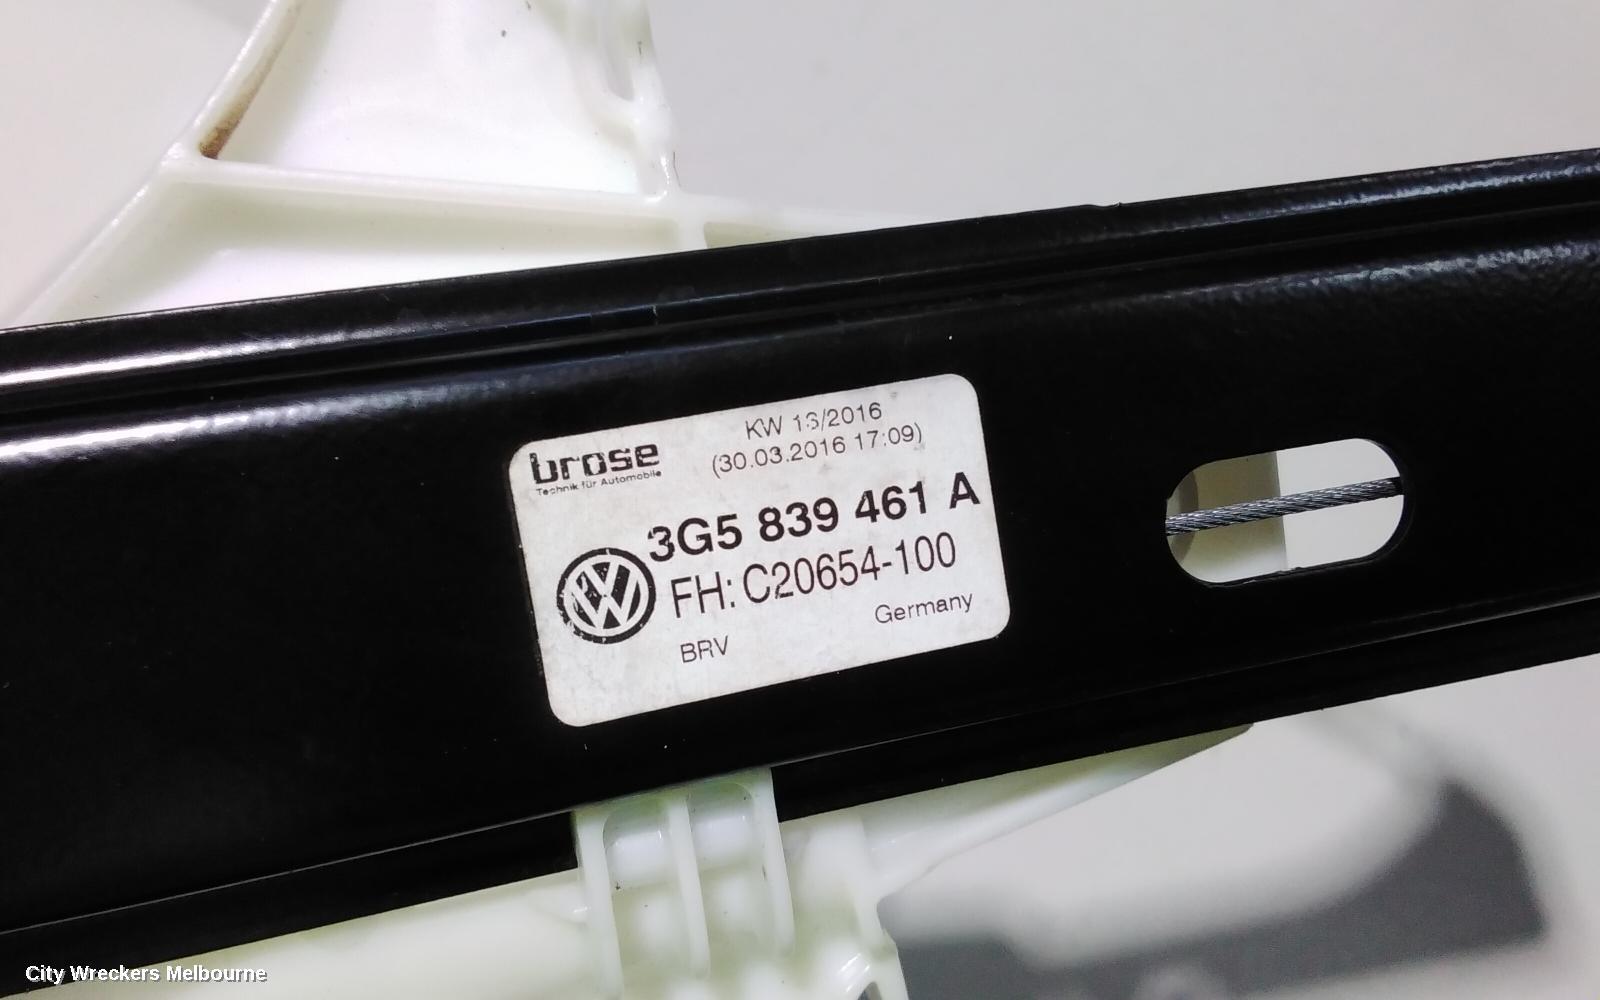 brose
Technik für Automobile
KW 13/2016
(30.03.2016 17:09)
3G5 839 461 A
FH: C20654-100
BRV
Germany
City Wreckers Melbourne